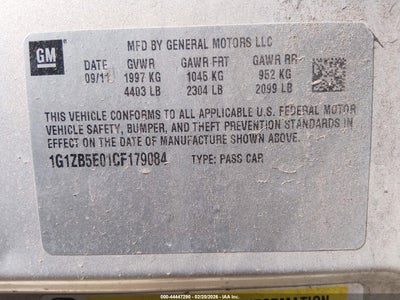 GM
MFD BY GENERAL MOTORS LLC
DATE GVWR GAWR FRT GAWR RR
09/11 1997 KG 1045 KG 952 KG
4403 LB 2304 LB 2099 LB
THIS VEHICLE CONFORMS TO ALL APPLICABLE U.S. FEDERAL MOTOR
VEHICLE SAFETY, BUMPER, AND THEFT PREVENTION STANDARDS IN
EFFECT ON THE DATE OF MANUFACTURE SHOWN ABOVE.
1G1ZB5E01CF179084 TYPE: PASS CAR
INFORMATION
000-44447290 - 02/20/2026 - IAA Inc.